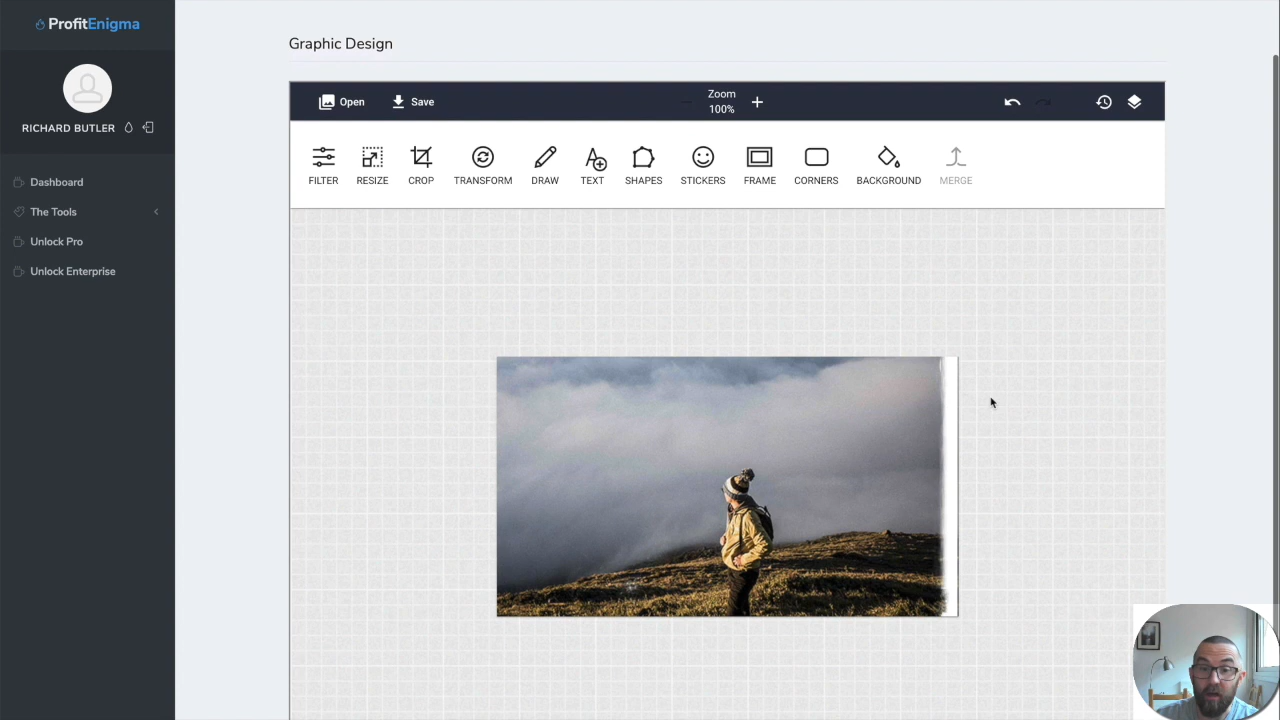 ProfitEnigma
Graphic Design
Open
Save
Zoom
100%
RICHARD BUTLER
FILTER
RESIZE
CROP
TRANSFORM
DRAW
TEXT
SHAPES
STICKERS
FRAME
CORNERS
BACKGROUND
MERGE
Dashboard
The Tools
Unlock Pro
Unlock Enterprise